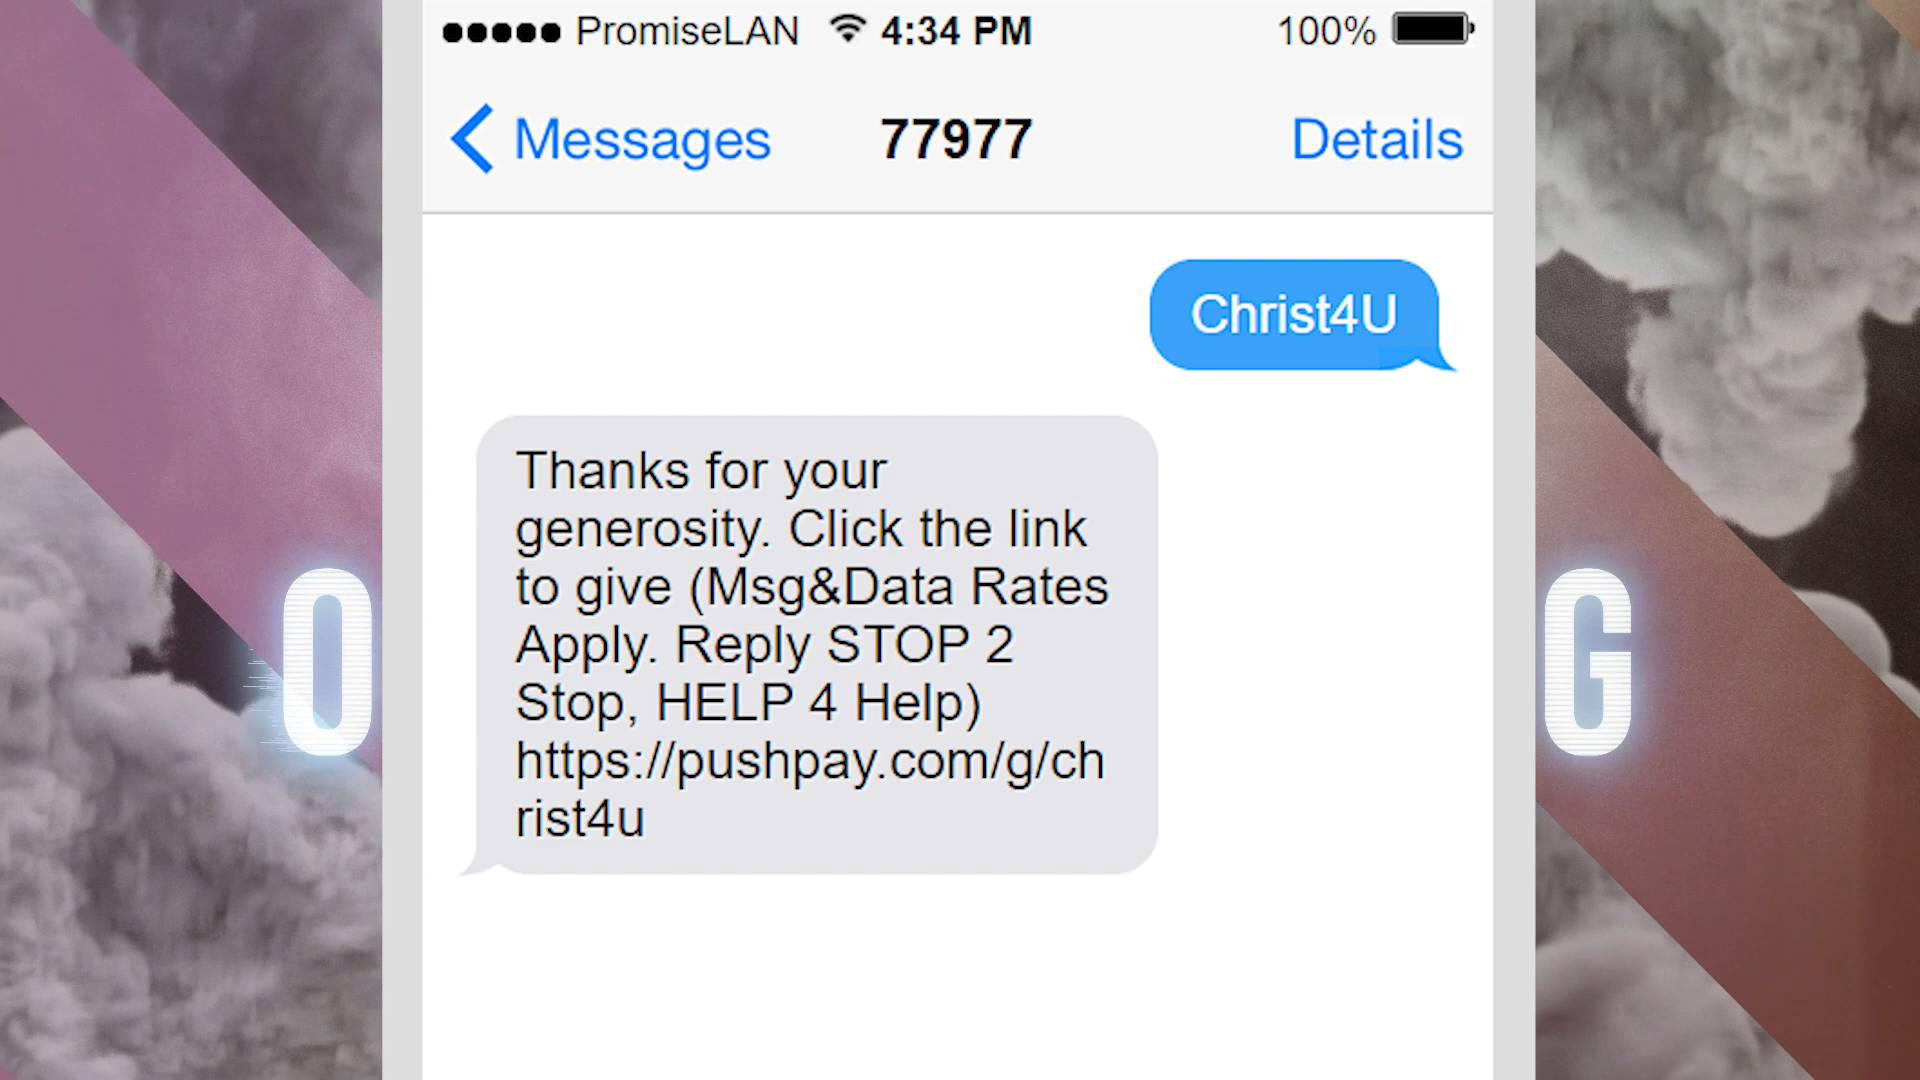 PromiseLAN 4:34 PM 100%
Messages 77977 Details
Christ4U
Thanks for your
generosity. Click the link
to give (Msg&Data Rates
Apply. Reply STOP 2
Stop, HELP 4 Help)
https://pushpay.com/g/ch
rist4u
O G